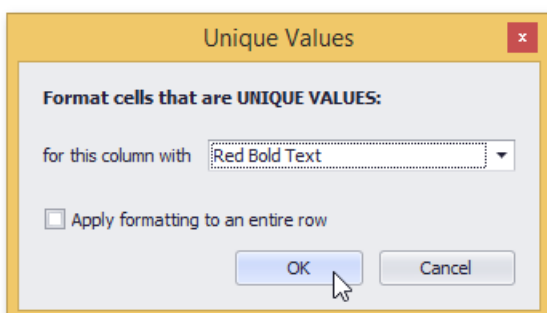 Unique Values
x
Format cells that are UNIQUE VALUES:
for this column with Red Bold Text
Apply formatting to an entire row
OK Cancel